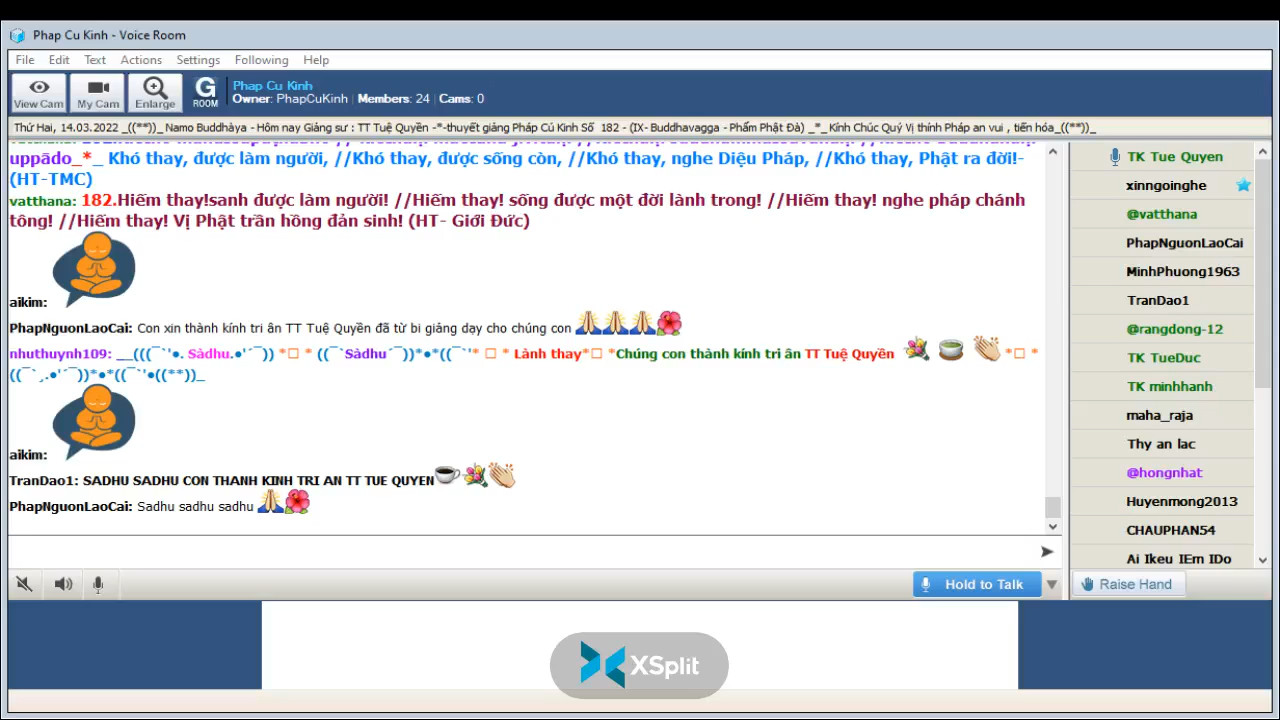 Phap Cu Kinh - Voice Room
File Edit Text Actions Settings Following Help
View Cam My Cam Enlarge G ROOM
Phap Cu Kinh
Owner: PhapCuKinh Members: 24 Cams: 0
Thứ Hai, 14.03.2022 _((**))_ Namo Buddhàya - Hôm nay Giảng sư : TT Tuệ Quyền -*-thuyết giảng Pháp Cú Kinh Số 182 - (IX- Buddhavagga - Phẩm Phật Đà) _*_ Kính Chúc Quý Vị thính Pháp an vui , tiến hóa_((**))_
uppādo_*_ Khó thay, được làm người, //Khó thay, được sống còn, //Khó thay, nghe Diệu Pháp, //Khó thay, Phật ra đời!-
(HT-TMC)
vatthana: 182.Hiếm thay!sanh được làm người! //Hiếm thay! sống được một đời lành trong! //Hiếm thay! nghe pháp chánh
tông! //Hiếm thay! Vị Phật trần hồng đản sinh! (HT- Giới Đức)
aikim:
PhapNguonLaoCai: Con xin thành kính tri ân TT Tuệ Quyền đã từ bi giảng dạy cho chúng con
nhuthuynh109: __(((¯`'•. Sàdhu.•'´¯)) *□ * ((¯`Sàdhu´¯))*•*((¯`'* □ * Lành thay*□ *Chúng con thành kính tri ân TT Tuệ Quyền *□ *
((¯`¸.•'´¯))*•*((¯`'•((**))_
aikim:
TranDao1: SADHU SADHU CON THANH KINH TRI AN TT TUE QUYEN
PhapNguonLaoCai: Sadhu sadhu sadhu
Hold to Talk
TK Tue Quyen
xinngoinghe
@vatthana
PhapNguonLaoCai
MinhPhuong1963
TranDao1
@rangdong-12
TK TueDuc
TK minhhanh
maha_raja
Thy an lac
@hongnhat
Huyenmong2013
CHAUPHAN54
Ai Ikeu IEm IDo
Raise Hand
XSplit